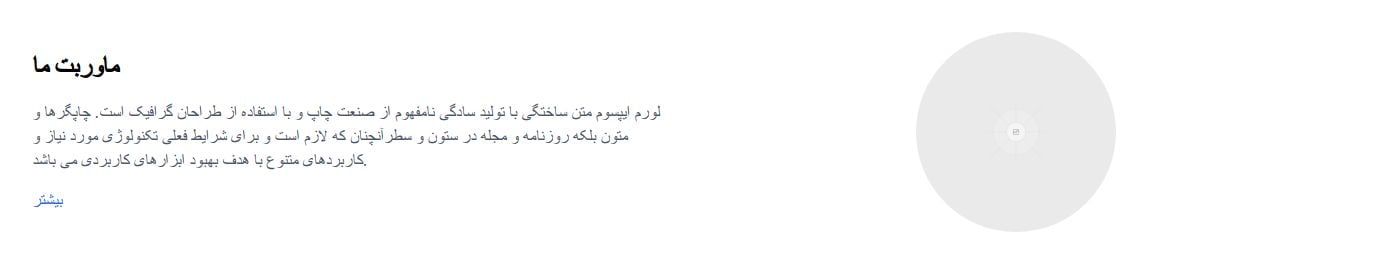 ماوربت ما
لورم ایپسوم متن ساختگی با تولید سادگی نامفهوم از صنعت چاپ و با استفاده از طراحان گرافیک است. چاپگرها و
متون بلکه روزنامه و مجله در ستون و سطرآنچنان که لازم است و برای شرایط فعلی تکنولوژی مورد نیاز و
کاربردهای متنوع با هدف بهبود ابزارهای کاربردی می باشد.
بیشتر